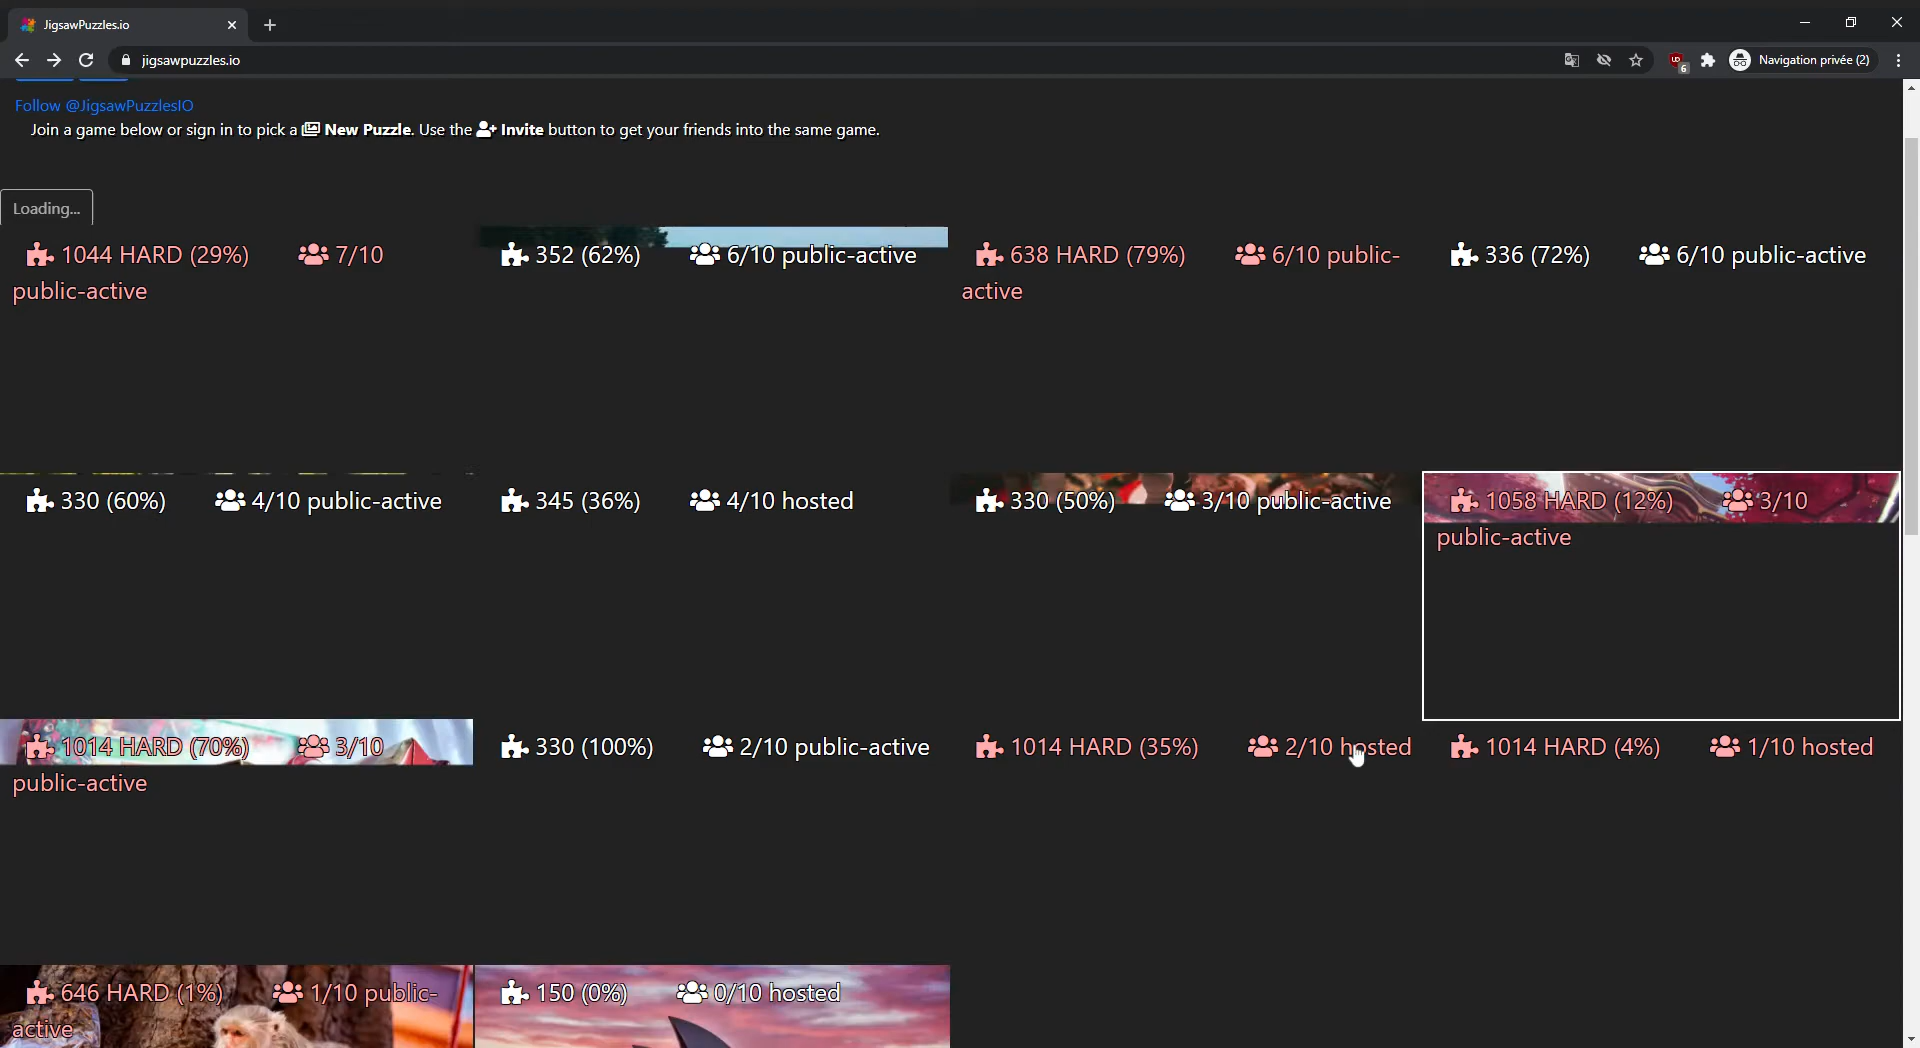 JigsawPuzzles.io
jigsawpuzzles.io
UD
6
Navigation privée (2)
Follow @JigsawPuzzlesIO
Join a game below or sign in to pick a New Puzzle. Use the Invite button to get your friends into the same game.
Loading...
1044 HARD (29%) 7/10
public-active
352 (62%) 6/10 public-active
638 HARD (79%) 6/10 public-
active
336 (72%) 6/10 public-active
330 (60%) 4/10 public-active
345 (36%) 4/10 hosted
330 (50%) 3/10 public-active
1058 HARD (12%) 3/10
public-active
1014 HARD (70%) 3/10
public-active
330 (100%) 2/10 public-active
1014 HARD (35%) 2/10 hosted
1014 HARD (4%) 1/10 hosted
646 HARD (1%) 1/10 public-
active
150 (0%) 0/10 hosted